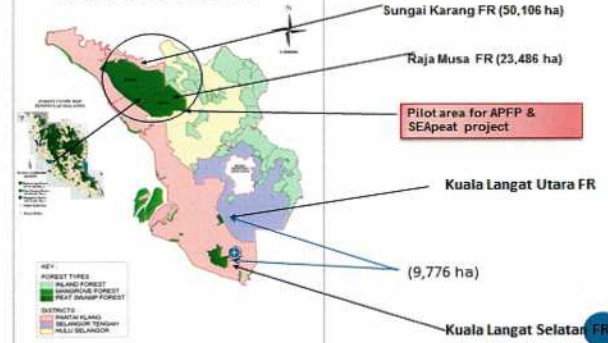 Sungai Karang FR (50,106 ha)
Raja Musa FR (23,486 ha)
Pilot area for APFP &
SEApeat project
Kuala Langat Utara FR
(9,776 ha)
Kuala Langat Selatan FR
KEY
FOREST TYPES
INLAND FOREST
MANGROVE FOREST
PEAT SWAMP FOREST
DISTRICTS
PANTAI KLANG
SELANGOR TENGAH
HULU SELANGOR